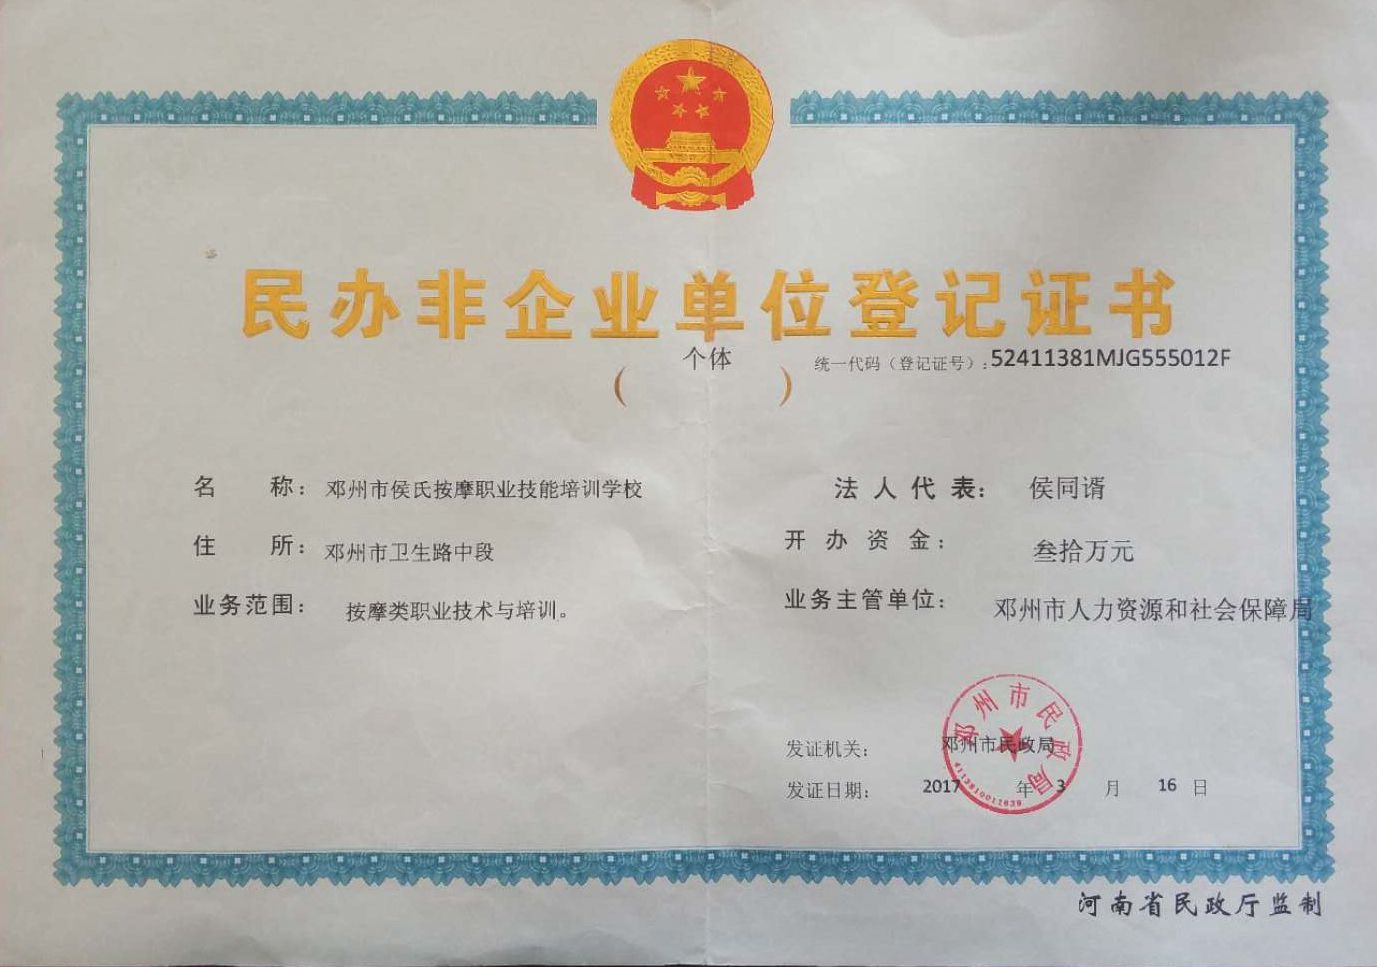 民办非企业单位登记证书
(个体)
统一代码（登记证号）:52411381MJG555012F
名 称：邓州市侯氏按摩职业技能培训学校
法人代表：侯同谞
住 所：邓州市卫生路中段
开办资金：叁拾万元
业务范围：按摩类职业技术与培训。
业务主管单位：邓州市人力资源和社会保障局
发证机关：邓州市民政局
发证日期：2017年3月16日
邓州市民政局
河南省民政厅监制